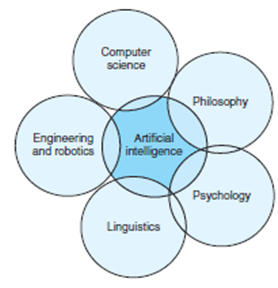 Computer
science
Philosophy
Engineering
and robotics
Artificial
intelligence
Psychology
Linguistics